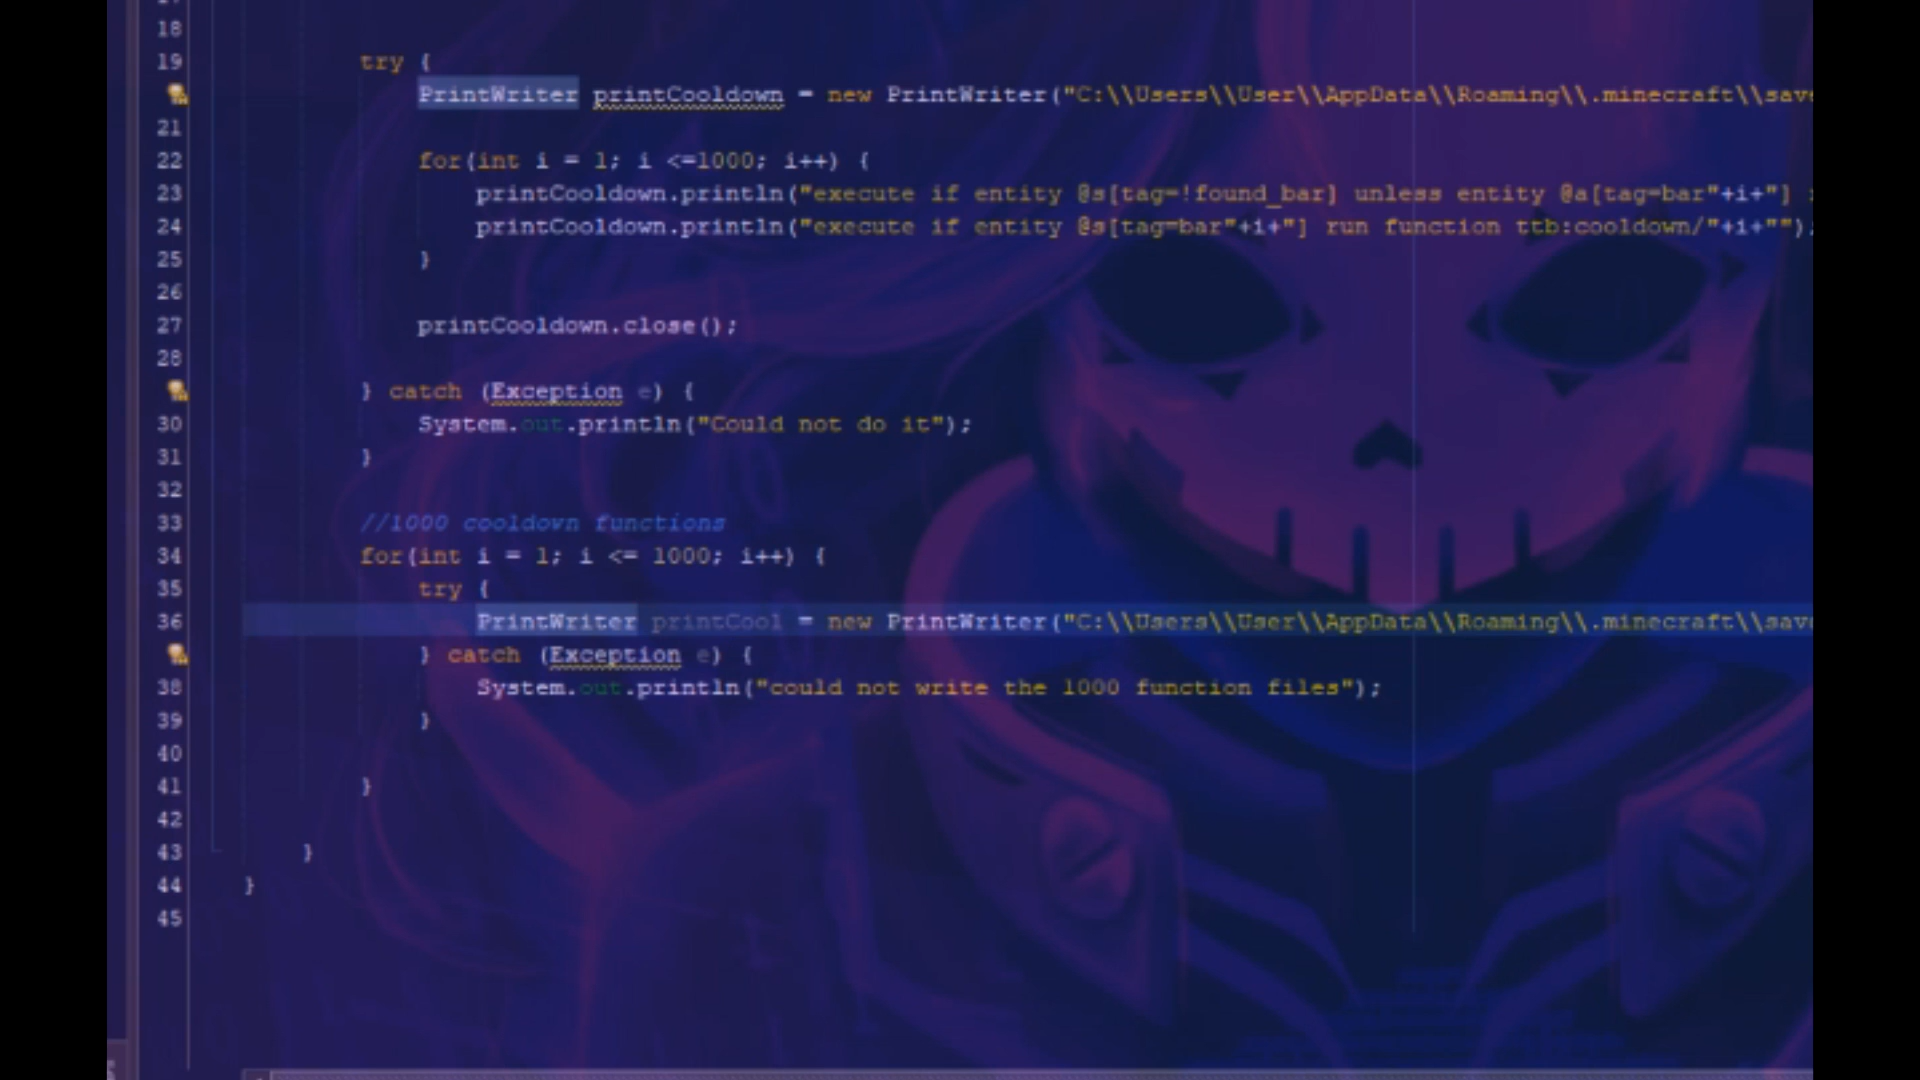 18
19 try {
PrintWriter printCooldown = new PrintWriter("C:\\Users\\User\\AppData\\Roaming\\.minecraft\\save
21
22 for(int i = 1; i <=1000; i++) {
23 printCooldown.println("execute if entity @s[tag=!found_bar] unless entity @a[tag=bar"+i+"]
24 printCooldown.println("execute if entity @s[tag=bar"+i+"] run function ttb:cooldown/"+i+"");
25 }
26
27 printCooldown.close();
28
} catch (Exception e) {
30 System.out.println("Could not do it");
31 }
32
33 //1000 cooldown functions
34 for(int i = 1; i <= 1000; i++) {
35 try {
36 PrintWriter printCool = new PrintWriter("C:\\Users\\User\\AppData\\Roaming\\.minecraft\\save
} catch (Exception e) {
38 System.out.println("could not write the 1000 function files");
39 }
40
41 }
42
43 }
44 }
45